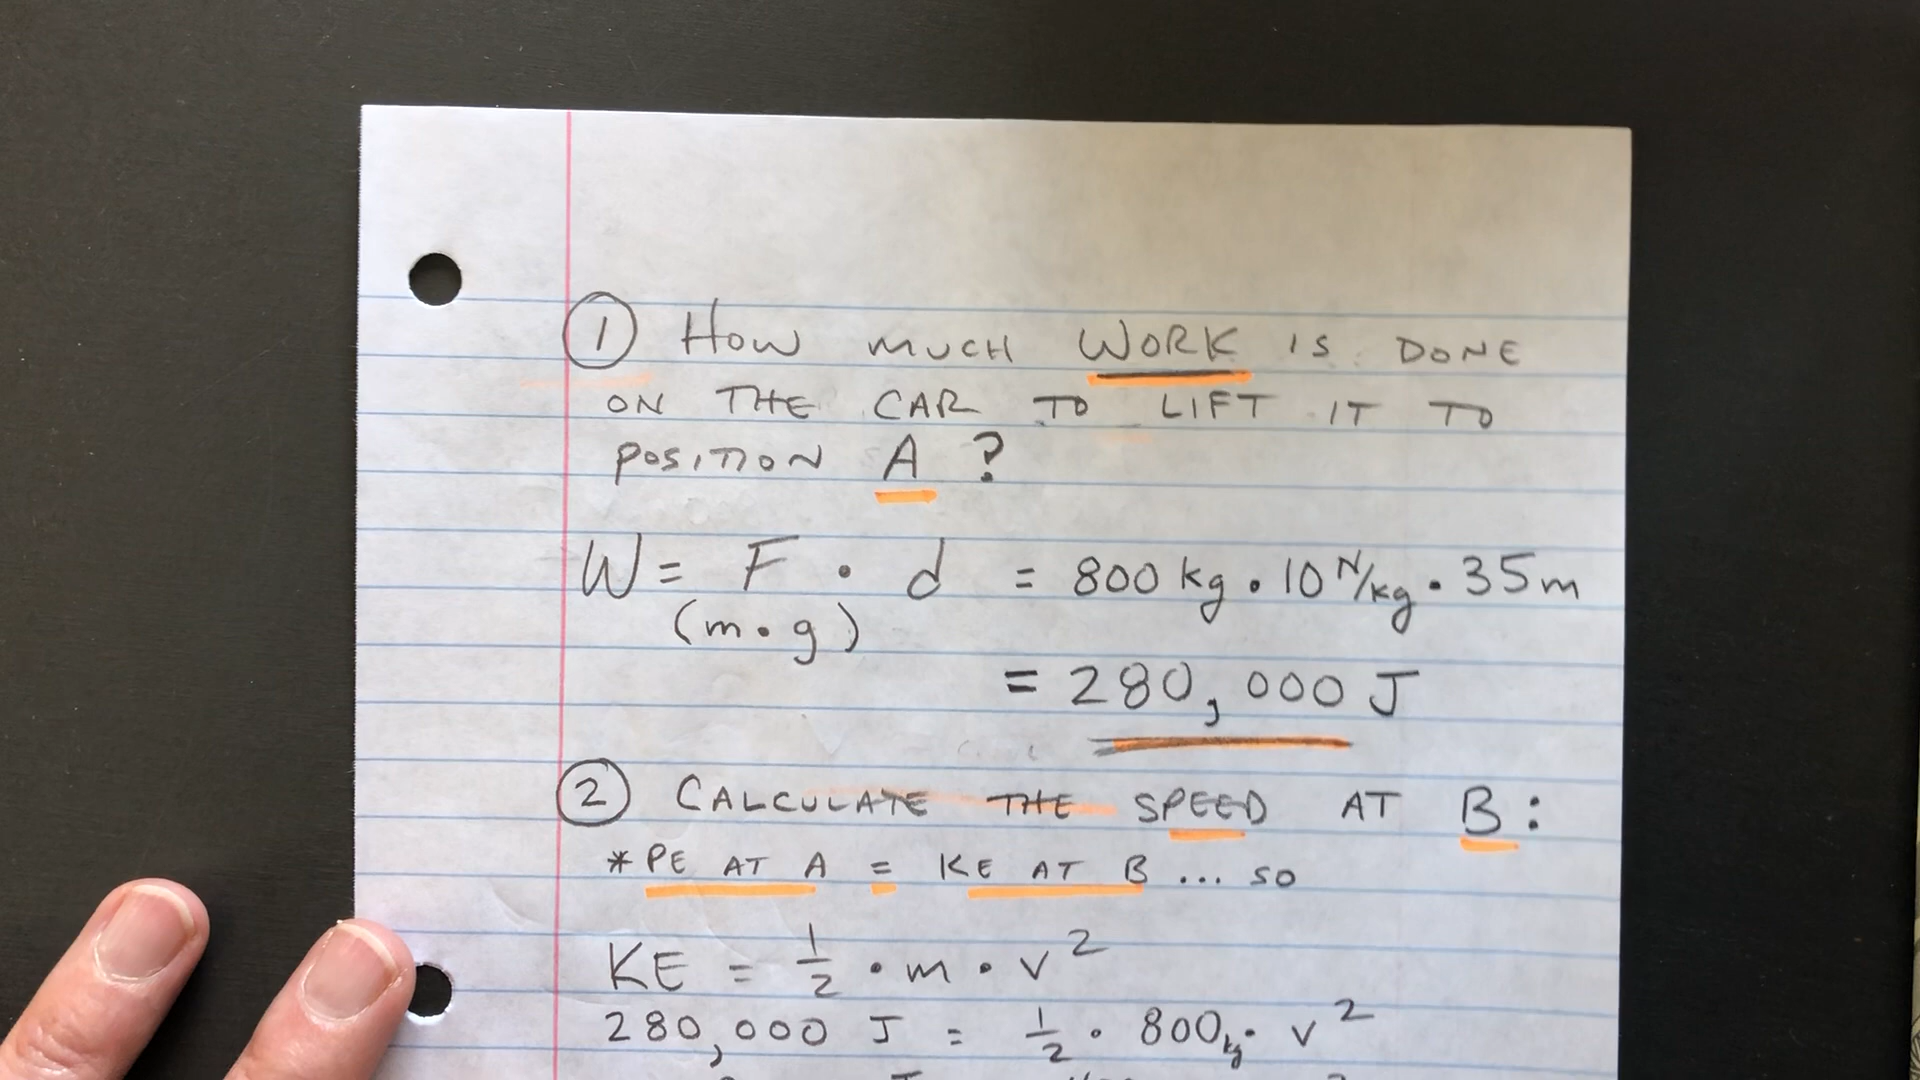 ① HOW MUCH WORK IS DONE
ON THE CAR TO LIFT IT TO
POSITION A ?
W = F • d = 800 kg • 10 N/kg • 35 m
(m • g)
= 280,000 J
② CALCULATE THE SPEED AT B :
* PE AT A = KE AT B ... SO
KE = 1/2 • m • v²
280,000 J = 1/2 • 800 kg • v²